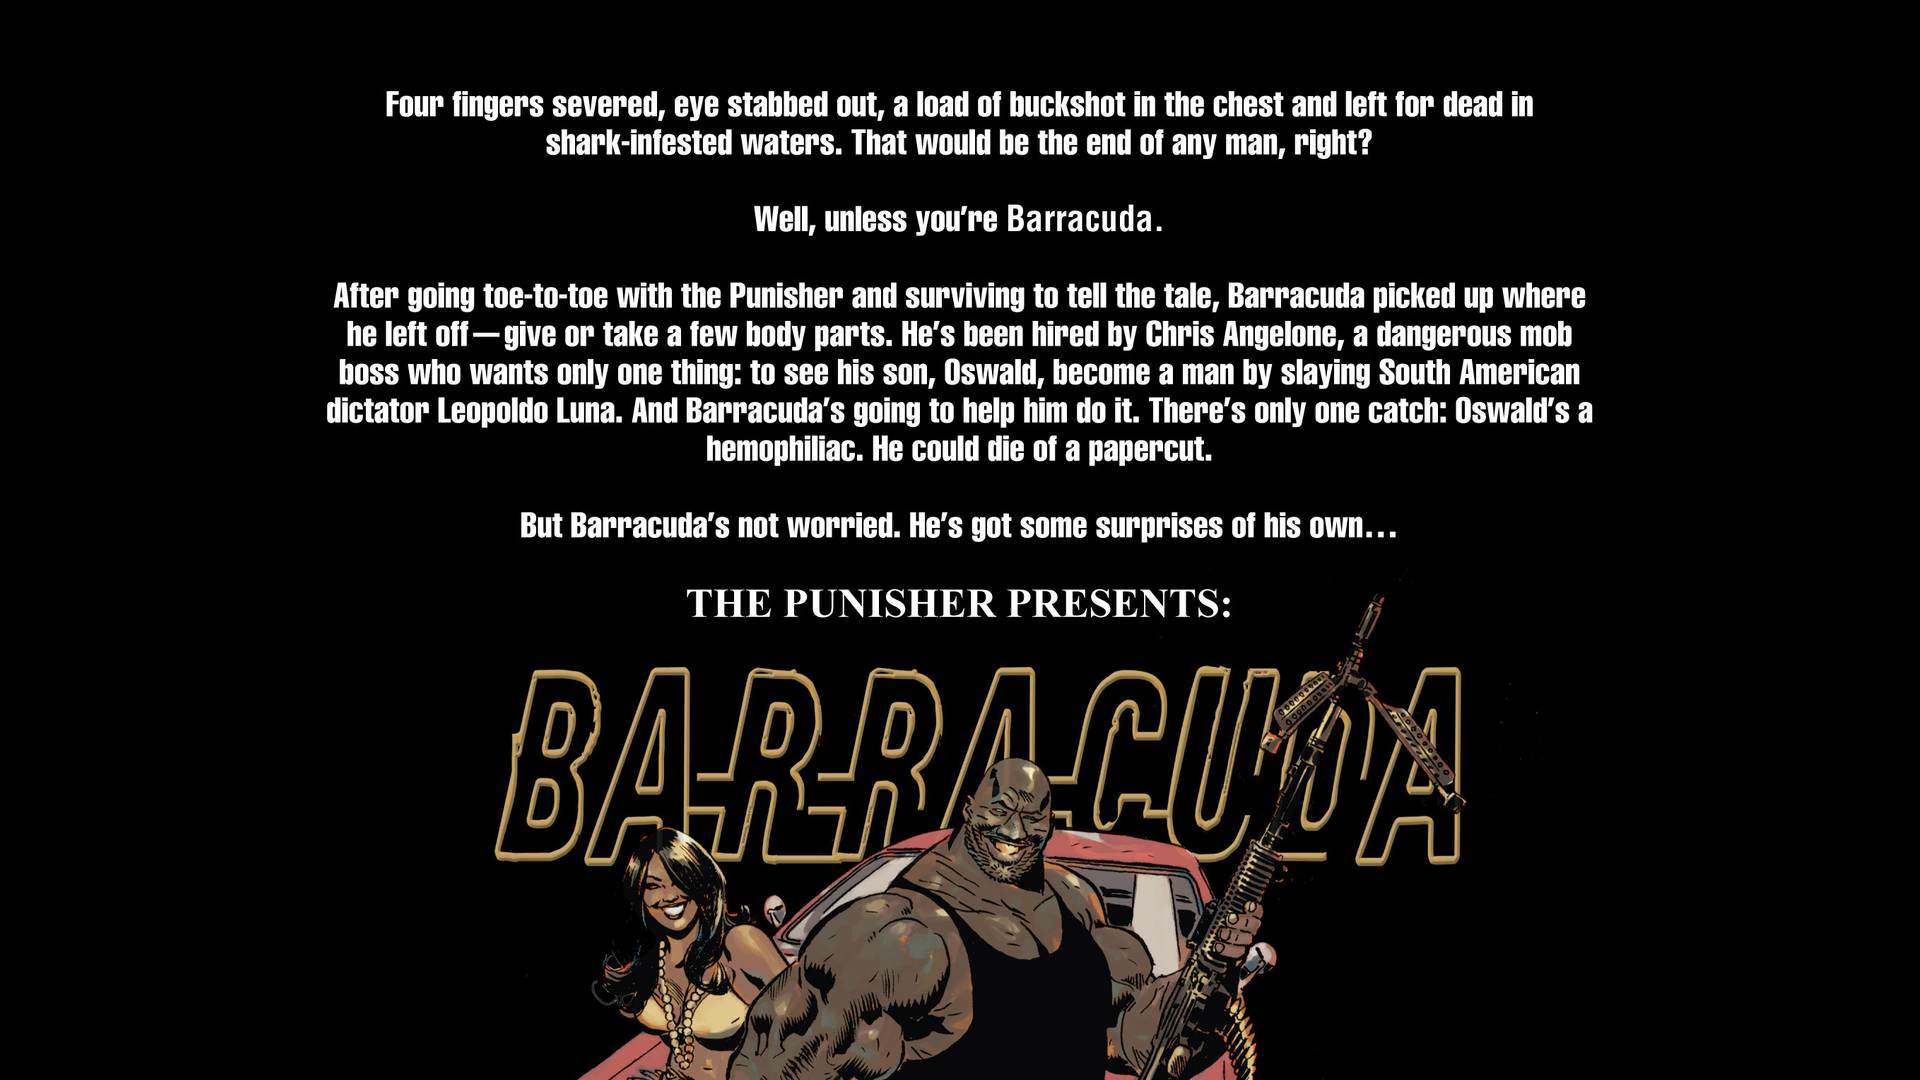 Four fingers severed, eye stabbed out, a load of buckshot in the chest and left for dead in
shark-infested waters. That would be the end of any man, right?
Well, unless you're Barracuda.
After going toe-to-toe with the Punisher and surviving to tell the tale, Barracuda picked up where
he left off—give or take a few body parts. He's been hired by Chris Angelone, a dangerous mob
boss who wants only one thing: to see his son, Oswald, become a man by slaying South American
dictator Leopoldo Luna. And Barracuda's going to help him do it. There's only one catch: Oswald's a
hemophiliac. He could die of a papercut.
But Barracuda's not worried. He's got some surprises of his own...
THE PUNISHER PRESENTS:
BARRACUDA